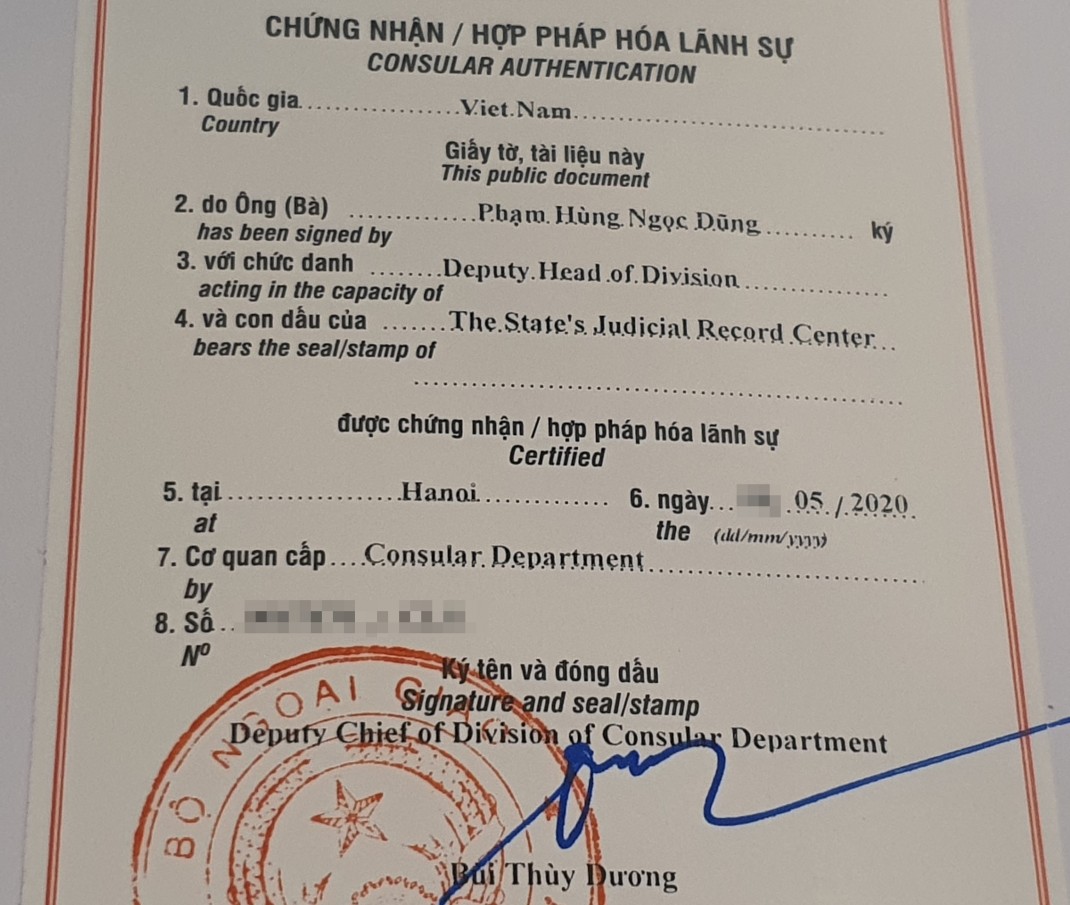 CHỨNG NHẬN / HỢP PHÁP HÓA LÃNH SỰ
CONSULAR AUTHENTICATION
1. Quốc gia Viet Nam
Country
Giấy tờ, tài liệu này
This public document
2. do Ông (Bà) Phạm Hùng Ngọc Dũng ký
has been signed by
3. với chức danh Deputy Head of Division
acting in the capacity of
4. và con dấu của The State's Judicial Record Center
bears the seal/stamp of
được chứng nhận / hợp pháp hóa lãnh sự
Certified
5. tại Hanoi 6. ngày 05 / 2020
at the (dd/mm/yyyy)
7. Cơ quan cấp Consular Department
by
8. Số
Nº
Ký tên và đóng dấu
Signature and seal/stamp
Deputy Chief of Division of Consular Department
BỘ NGOẠI GIAO
Bùi Thùy Dương